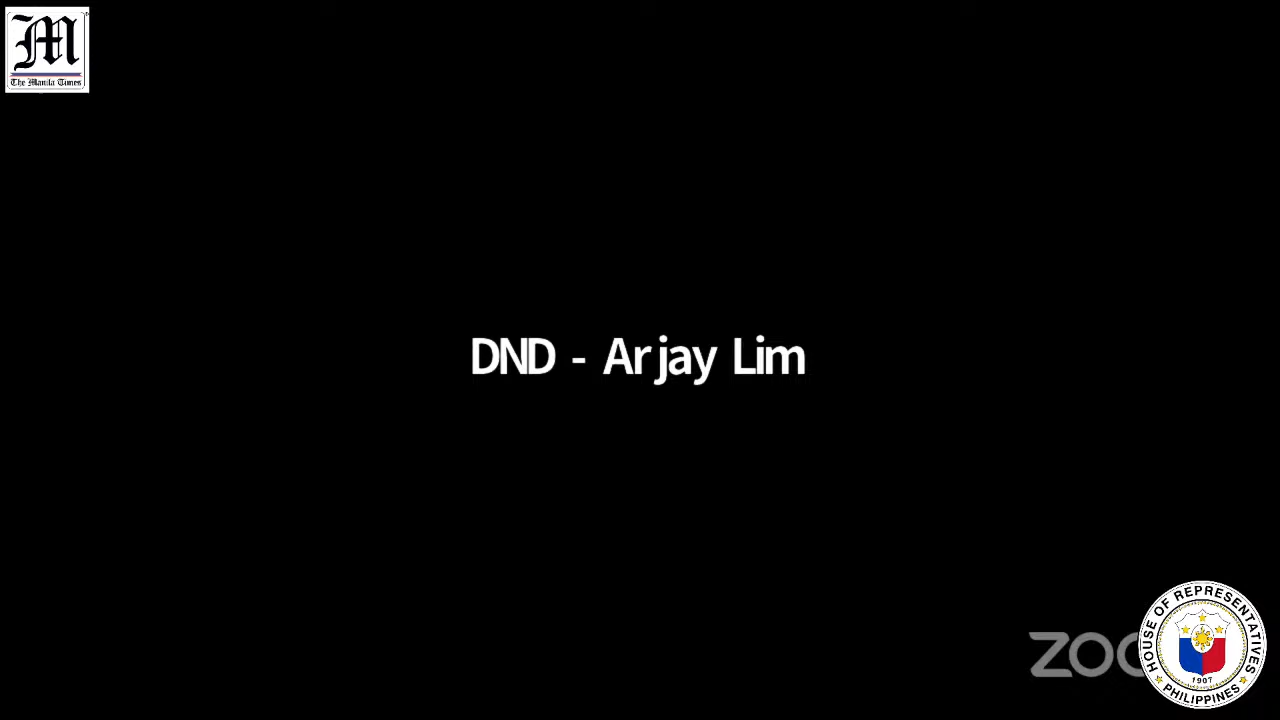 M
The Manila Times
DND - Arjay Lim
HOUSE OF REPRESENTATIVES
1907
PHILIPPINES